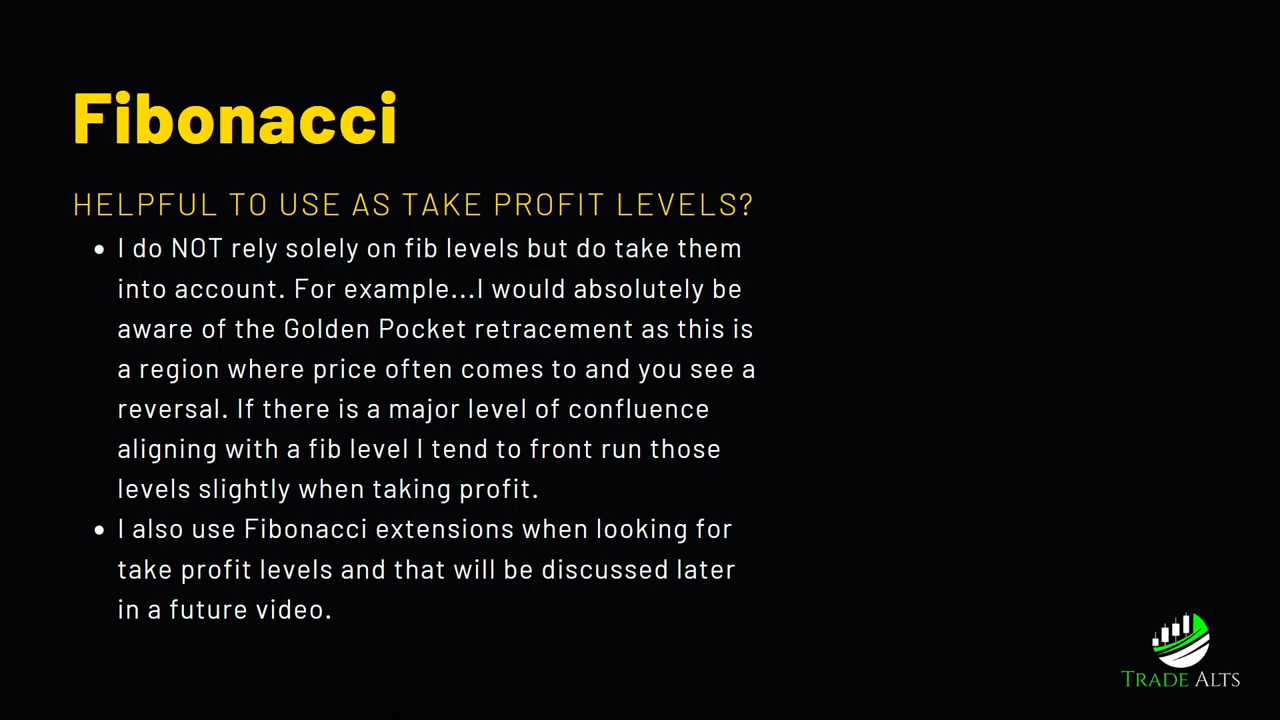 Fibonacci
HELPFUL TO USE AS TAKE PROFIT LEVELS?
• I do NOT rely solely on fib levels but do take them
into account. For example...I would absolutely be
aware of the Golden Pocket retracement as this is
a region where price often comes to and you see a
reversal. If there is a major level of confluence
aligning with a fib level I tend to front run those
levels slightly when taking profit.
• I also use Fibonacci extensions when looking for
take profit levels and that will be discussed later
in a future video.
TRADE ALTS